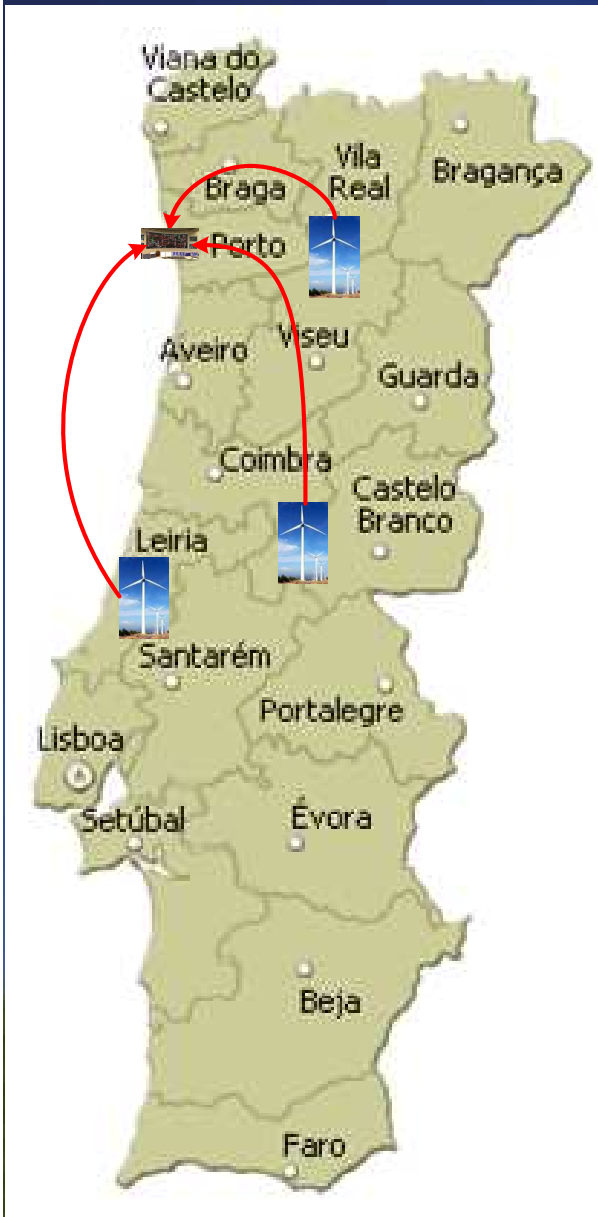 Viana do
Castelo
Vila
Real
Bragança
Braga
Porto
Viseu
Aveiro
Guarda
Coimbra
Castelo
Branco
Leiria
Santarém
Portalegre
Lisboa
Setúbal
Évora
Beja
Faro